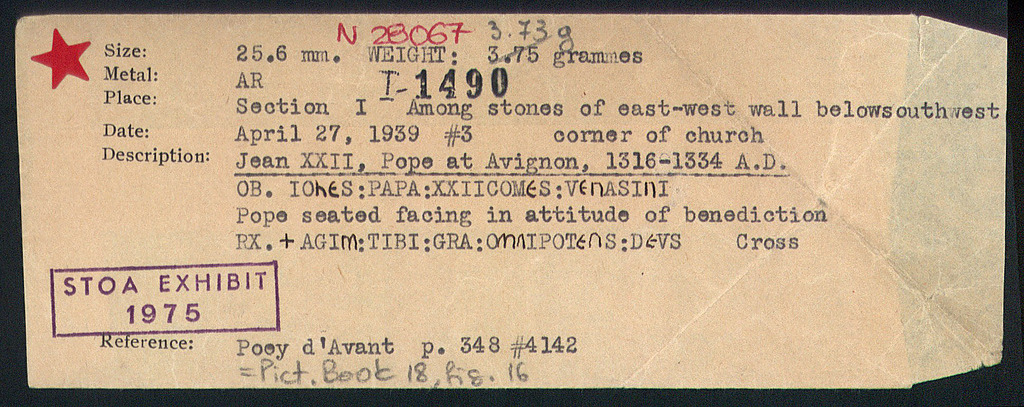 N 28067 3.73g
Size: 25.6 mm. WEIGHT: 3.75 grammes
Metal: AR I-1490
Place: Section I Among stones of east-west wall belowsouthwest
Date: April 27, 1939 #3 corner of church
Description: Jean XXII, Pope at Avignon, 1316-1334 A.D.
OB. IOhES:PAPA:XXIICOMES:VENASINI
Pope seated facing in attitude of benediction
RX.+AGIM:TIBI:GRA:OMNIPOTENS:DEVS Cross
STOA EXHIBIT
1975
Reference: Poey d'Avant p. 348 #4142
=Pict. Book 18, fig. 16